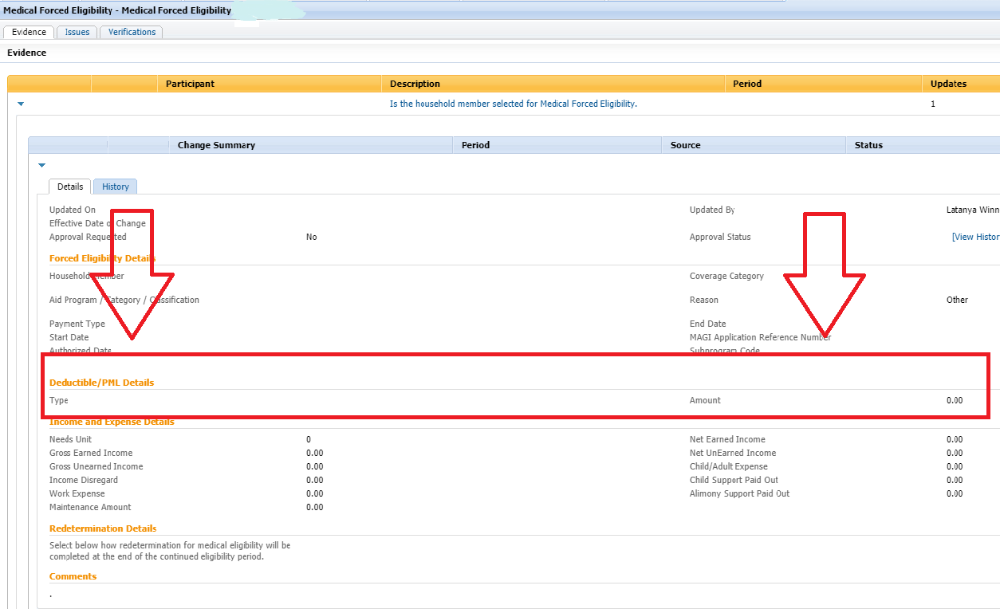 Medical Forced Eligibility - Medical Forced Eligibility
Evidence Issues Verifications
Evidence
Participant Description Period Updates
Is the household member selected for Medical Forced Eligibility. 1
Change Summary Period Source Status
Details History
Updated On Updated By Latanya Winn
Effective Date of Change
Approval Requested No Approval Status [View Histor
Forced Eligibility Details
Household Member Coverage Category
Aid Program / Category / Classification Reason Other
Payment Type End Date
Start Date MAGI Application Reference Number
Authorized Date Subprogram Code
Deductible/PML Details
Type Amount 0.00
Income and Expense Details
Needs Unit 0 Net Earned Income 0.00
Gross Earned Income 0.00 Net UnEarned Income 0.00
Gross Unearned Income 0.00 Child/Adult Expense 0.00
Income Disregard 0.00 Child Support Paid Out 0.00
Work Expense 0.00 Alimony Support Paid Out 0.00
Maintenance Amount 0.00
Redetermination Details
Select below how redetermination for medical eligibility will be
completed at the end of the continued eligibility period.
Comments
.